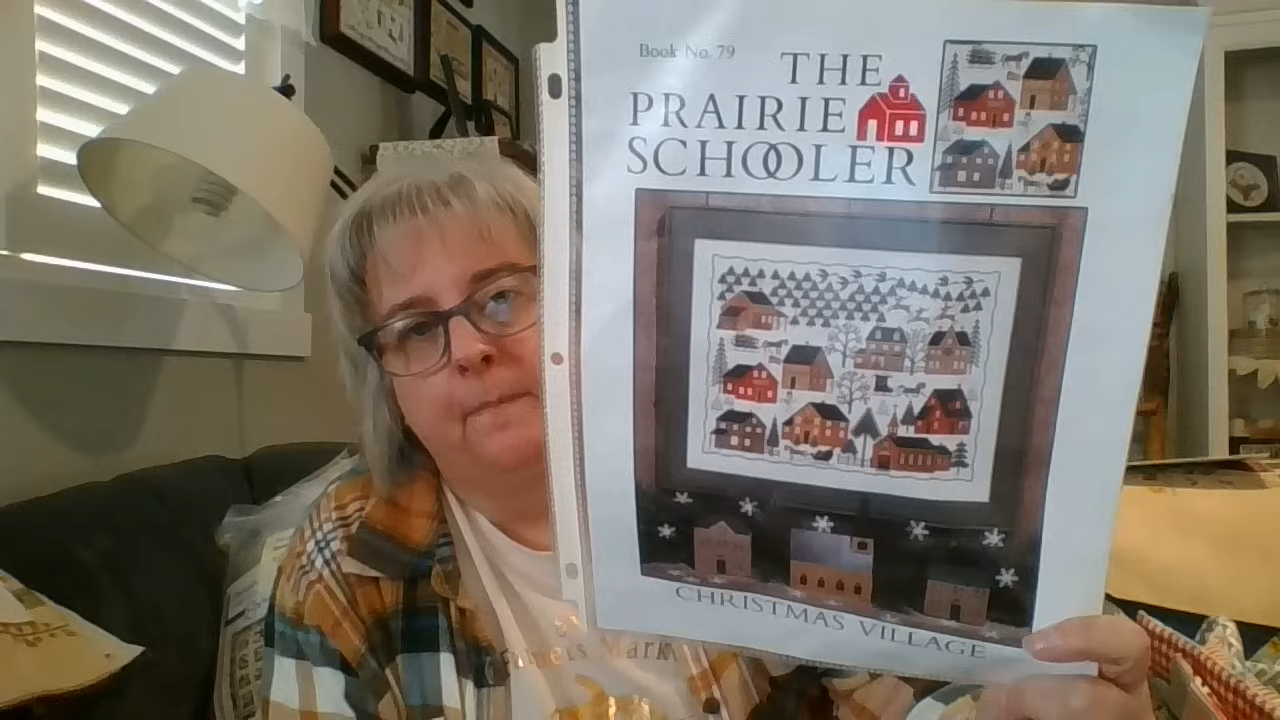 Book No. 79
THE
PRAIRIE
SCHOOLER
CHRISTMAS VILLAGE